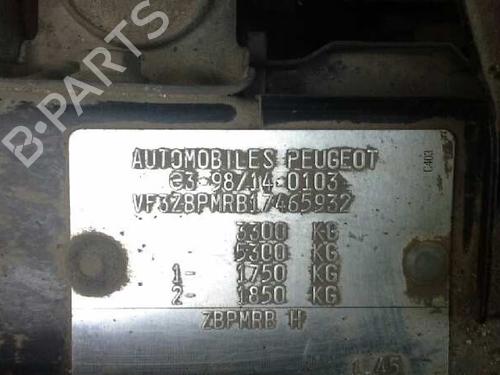 B-PARTS
AUTOMOBILES PEUGEOT
e3 98/14 0103
VF3ZBPMRB17465932
3300 KG
5300 KG
1- 1750 KG
2- 1850 KG
ZBPMRB H
C403